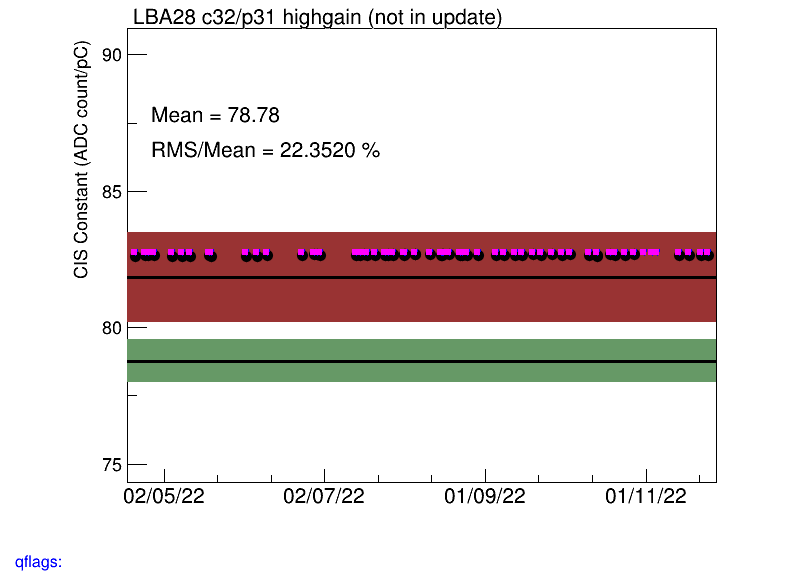 LBA28 c32/p31 highgain (not in update)
CIS Constant (ADC count/pC)
90
Mean = 78.78
RMS/Mean = 22.3520 %
85
80
75
02/05/22 02/07/22 01/09/22 01/11/22
qflags: